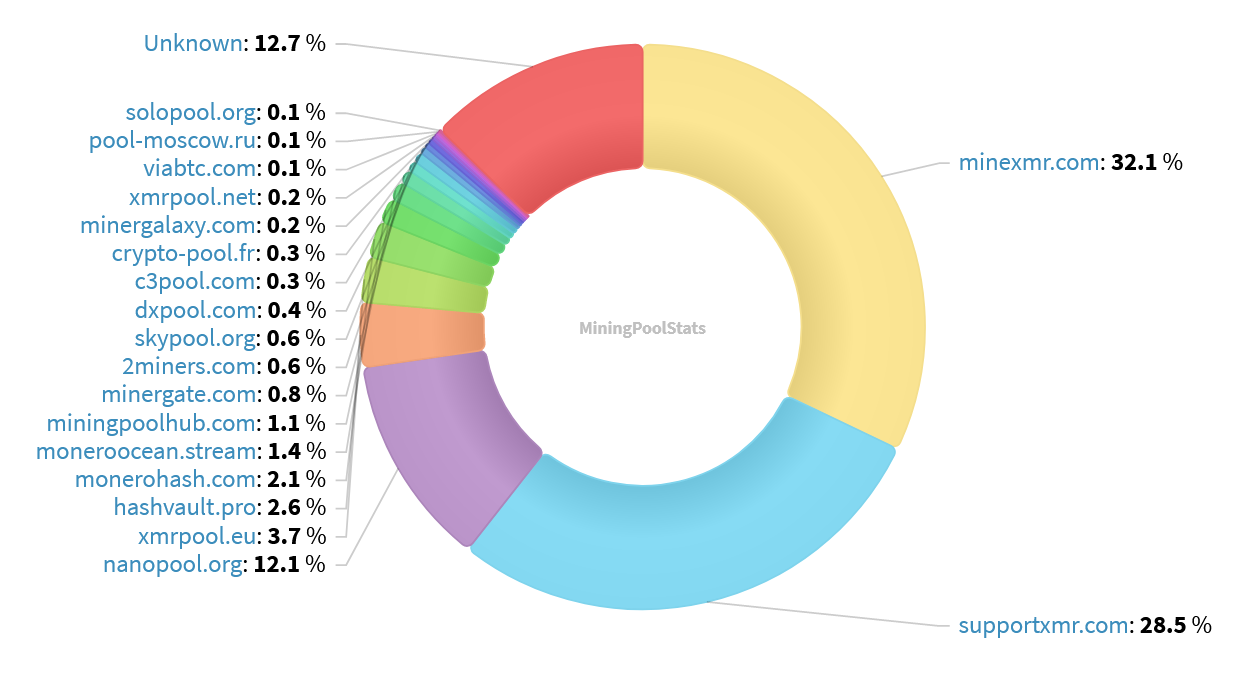 Unknown: 12.7 %
solopool.org: 0.1 %
pool-moscow.ru: 0.1 %
viabtc.com: 0.1 %
xmrpool.net: 0.2 %
minergalaxy.com: 0.2 %
crypto-pool.fr: 0.3 %
c3pool.com: 0.3 %
dxpool.com: 0.4 %
skypool.org: 0.6 %
2miners.com: 0.6 %
minergate.com: 0.8 %
miningpoolhub.com: 1.1 %
moneroocean.stream: 1.4 %
monerohash.com: 2.1 %
hashvault.pro: 2.6 %
xmrpool.eu: 3.7 %
nanopool.org: 12.1 %
MiningPoolStats
minexmr.com: 32.1 %
supportxmr.com: 28.5 %